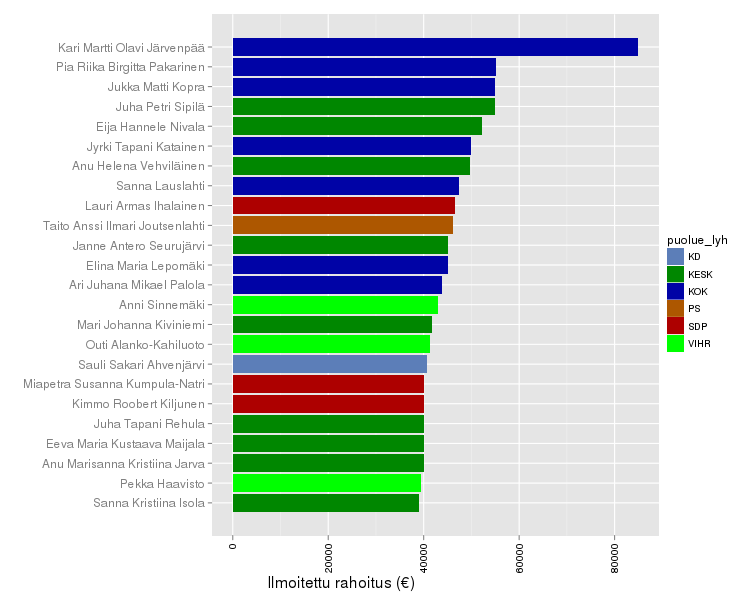 Kari Martti Olavi Järvenpää
Pia Riika Birgitta Pakarinen
Jukka Matti Kopra
Juha Petri Sipilä
Eija Hannele Nivala
Jyrki Tapani Katainen
Anu Helena Vehviläinen
Sanna Lauslahti
Lauri Armas Ihalainen
Taito Anssi Ilmari Joutsenlahti
Janne Antero Seurujärvi
Elina Maria Lepomäki
Ari Juhana Mikael Palola
Anni Sinnemäki
Mari Johanna Kiviniemi
Outi Alanko-Kahiluoto
Sauli Sakari Ahvenjärvi
Miapetra Susanna Kumpula-Natri
Kimmo Roobert Kiljunen
Juha Tapani Rehula
Eeva Maria Kustaava Maijala
Anu Marisanna Kristiina Jarva
Pekka Haavisto
Sanna Kristiina Isola
0
20000
40000
60000
80000
Ilmoitettu rahoitus (€)
puolue_lyh
KD
KESK
KOK
PS
SDP
VIHR